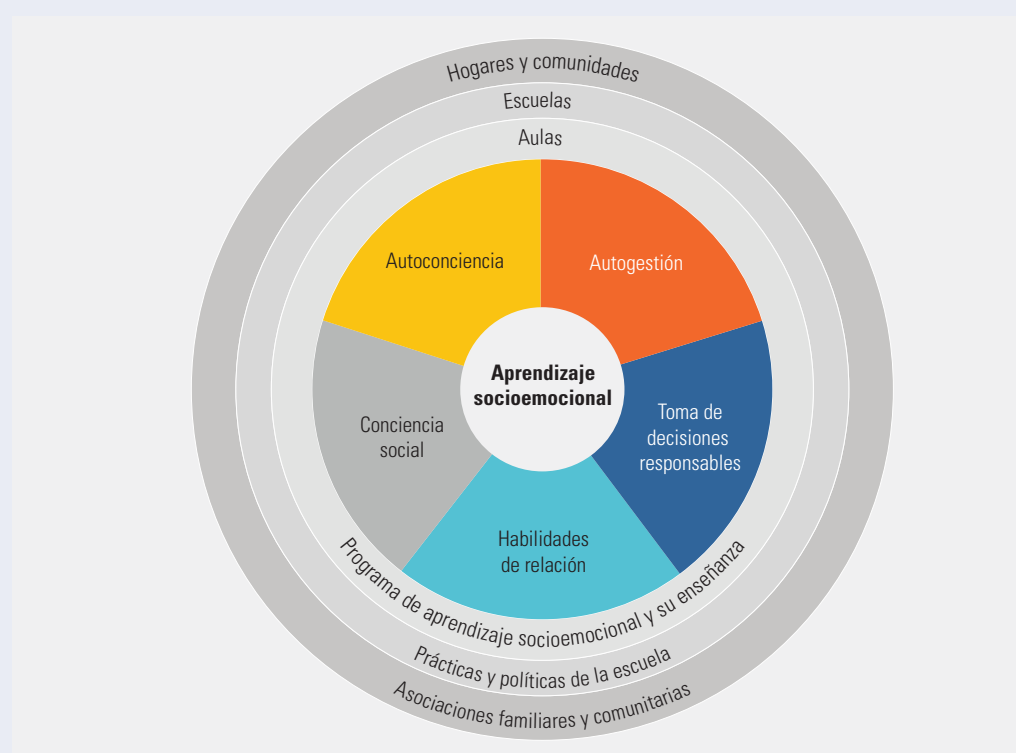 Hogares y comunidades
Escuelas
Aulas
Autoconciencia
Autogestión
Aprendizaje
socioemocional
Conciencia
social
Toma de
decisiones
responsables
Habilidades
de relación
Programa de aprendizaje socioemocional y su enseñanza
Prácticas y políticas de la escuela
Asociaciones familiares y comunitarias